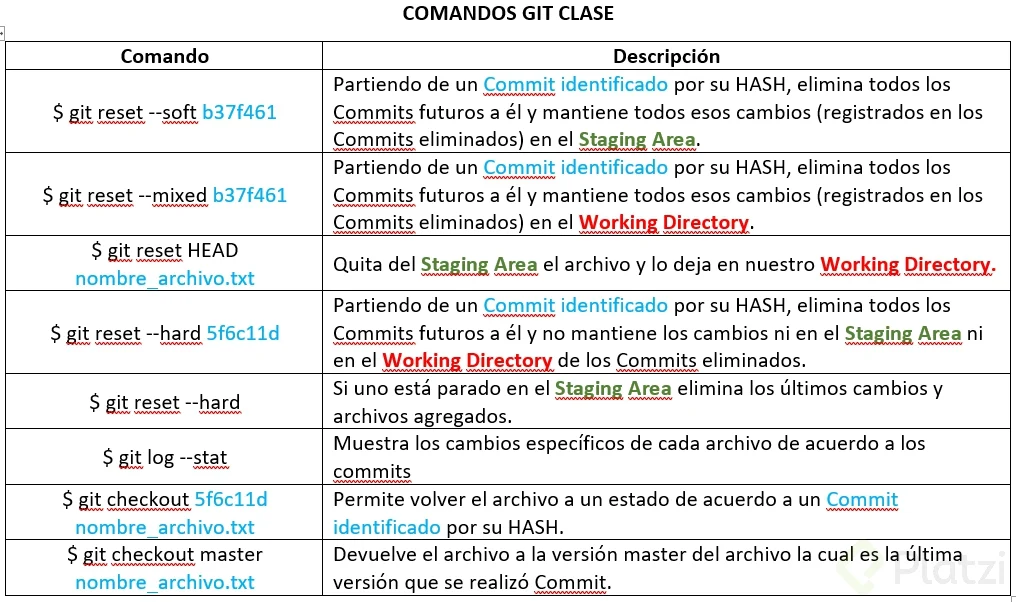 COMANDOS GIT CLASE
Comando
Descripción
$ git reset --soft b37f461
Partiendo de un Commit identificado por su HASH, elimina todos los
Commits futuros a él y mantiene todos esos cambios (registrados en los
Commits eliminados) en el Staging Area.
$ git reset --mixed b37f461
Partiendo de un Commit identificado por su HASH, elimina todos los
Commits futuros a él y mantiene todos esos cambios (registrados en los
Commits eliminados) en el Working Directory.
$ git reset HEAD
nombre_archivo.txt
Quita del Staging Area el archivo y lo deja en nuestro Working Directory.
$ git reset --hard 5f6c11d
Partiendo de un Commit identificado por su HASH, elimina todos los
Commits futuros a él y no mantiene los cambios ni en el Staging Area ni
en el Working Directory de los Commits eliminados.
$ git reset --hard
Si uno está parado en el Staging Area elimina los últimos cambios y
archivos agregados.
$ git log --stat
Muestra los cambios específicos de cada archivo de acuerdo a los
commits
$ git checkout 5f6c11d
nombre_archivo.txt
Permite volver el archivo a un estado de acuerdo a un Commit
identificado por su HASH.
$ git checkout master
nombre_archivo.txt
Devuelve el archivo a la versión master del archivo la cual es la última
versión que se realizó Commit.
Platzi